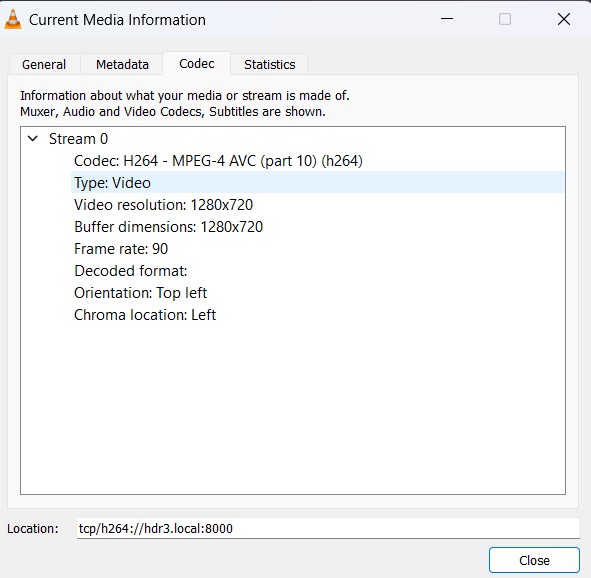 Current Media Information
General Metadata Codec Statistics
Information about what your media or stream is made of.
Muxer, Audio and Video Codecs, Subtitles are shown.
Stream 0
Codec: H264 - MPEG-4 AVC (part 10) (h264)
Type: Video
Video resolution: 1280x720
Buffer dimensions: 1280x720
Frame rate: 90
Decoded format:
Orientation: Top left
Chroma location: Left
Location: tcp/h264://hdr3.local:8000
Close